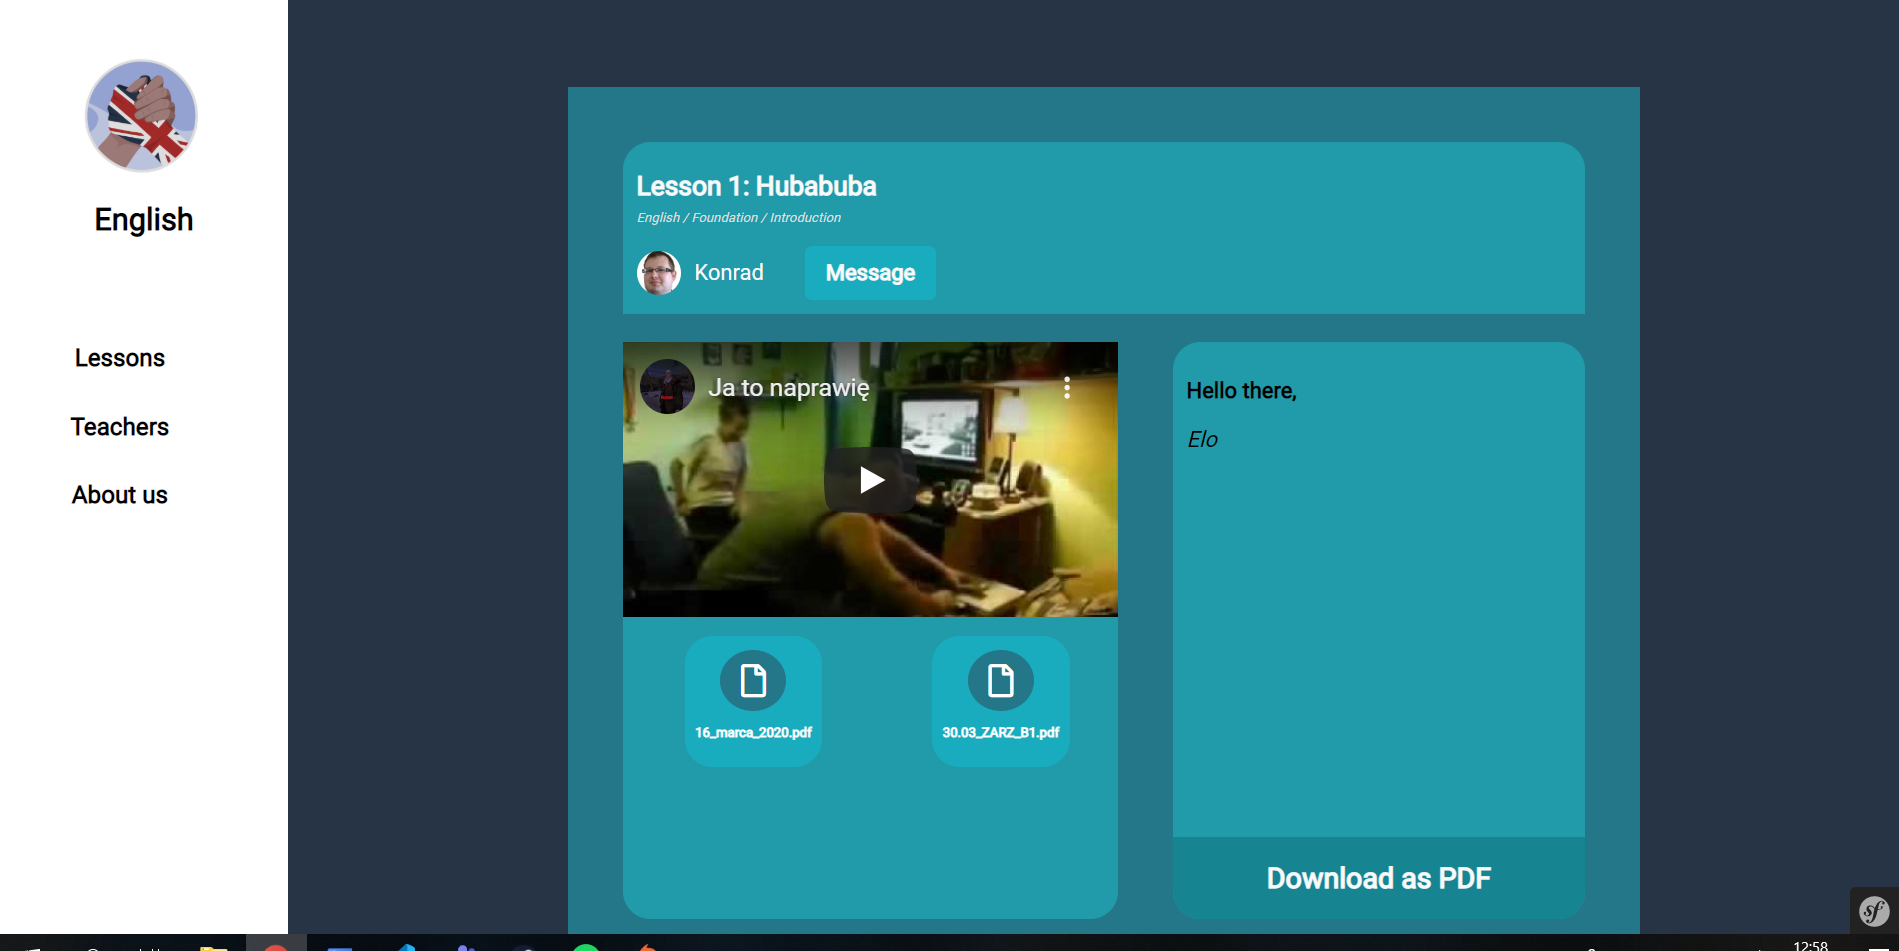 English
Lessons
Teachers
About us
Lesson 1: Hubabuba
English / Foundation / Introduction
Konrad
Message
Ja to naprawię
16_marca_2020.pdf
30.03_ZARZ_B1.pdf
Hello there,
Elo
Download as PDF
sf
12:58